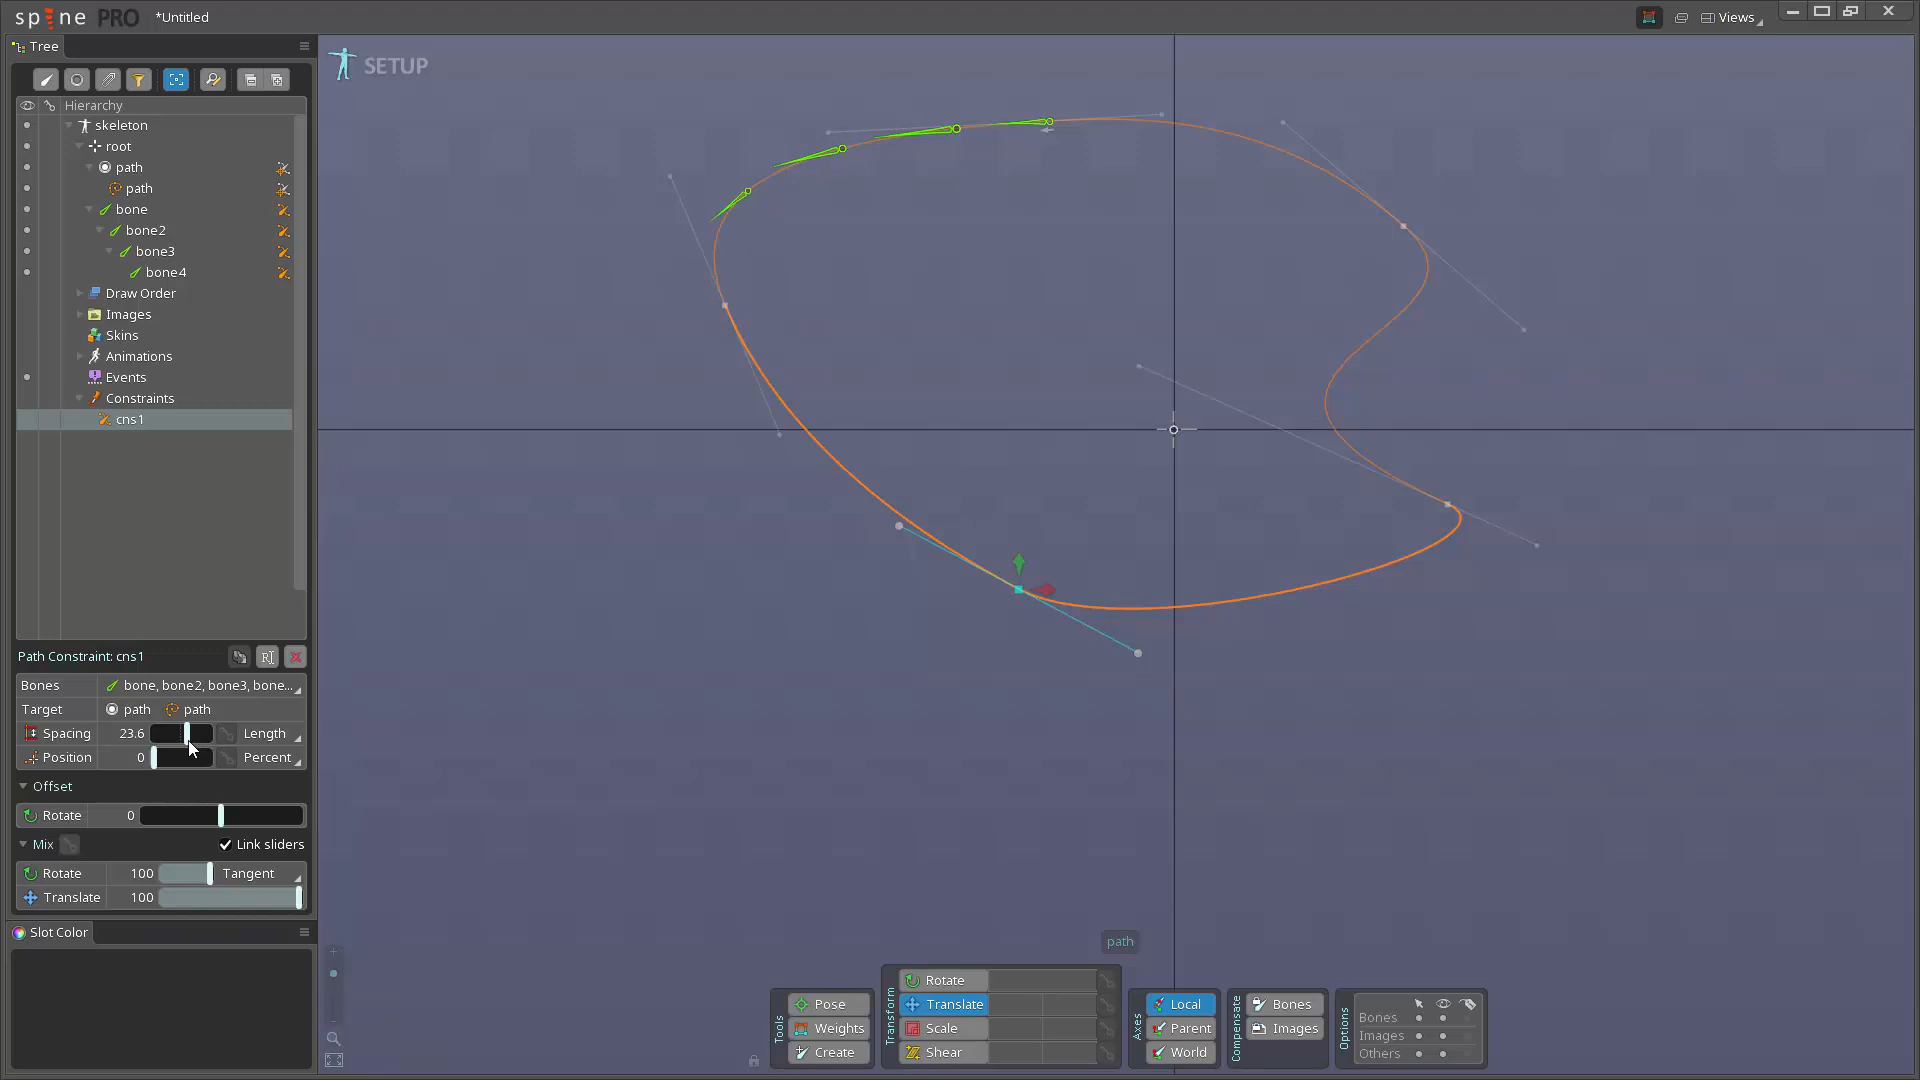 spine PRO *Untitled
Views
Tree
SETUP
Hierarchy
skeleton
root
path
path
bone
bone2
bone3
bone4
Draw Order
Images
Skins
Animations
Events
Constraints
cns1
Path Constraint: cns1
Bones bone, bone2, bone3, bone...
Target path path
Spacing 23.6 Length
Position 0 Percent
Offset
Rotate 0
Mix Link sliders
Rotate 100 Tangent
Translate 100
Slot Color
path
Tools
Pose
Weights
Create
Transform
Rotate
Translate
Scale
Shear
Axes
Local
Parent
World
Compensate
Bones
Images
Options
Bones
Images
Others